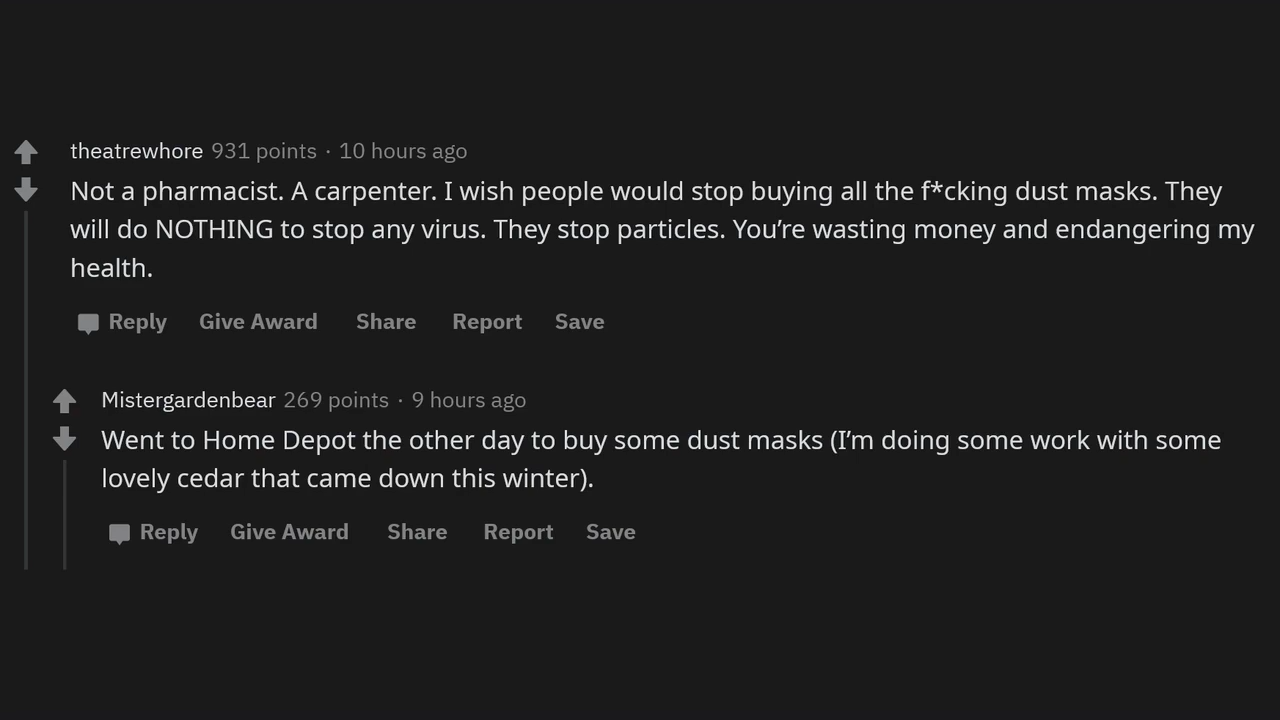 theatrewhore 931 points · 10 hours ago
Not a pharmacist. A carpenter. I wish people would stop buying all the f*cking dust masks. They
will do NOTHING to stop any virus. They stop particles. You’re wasting money and endangering my
health.
Reply Give Award Share Report Save
Mistergardenbear 269 points · 9 hours ago
Went to Home Depot the other day to buy some dust masks (I’m doing some work with some
lovely cedar that came down this winter).
Reply Give Award Share Report Save